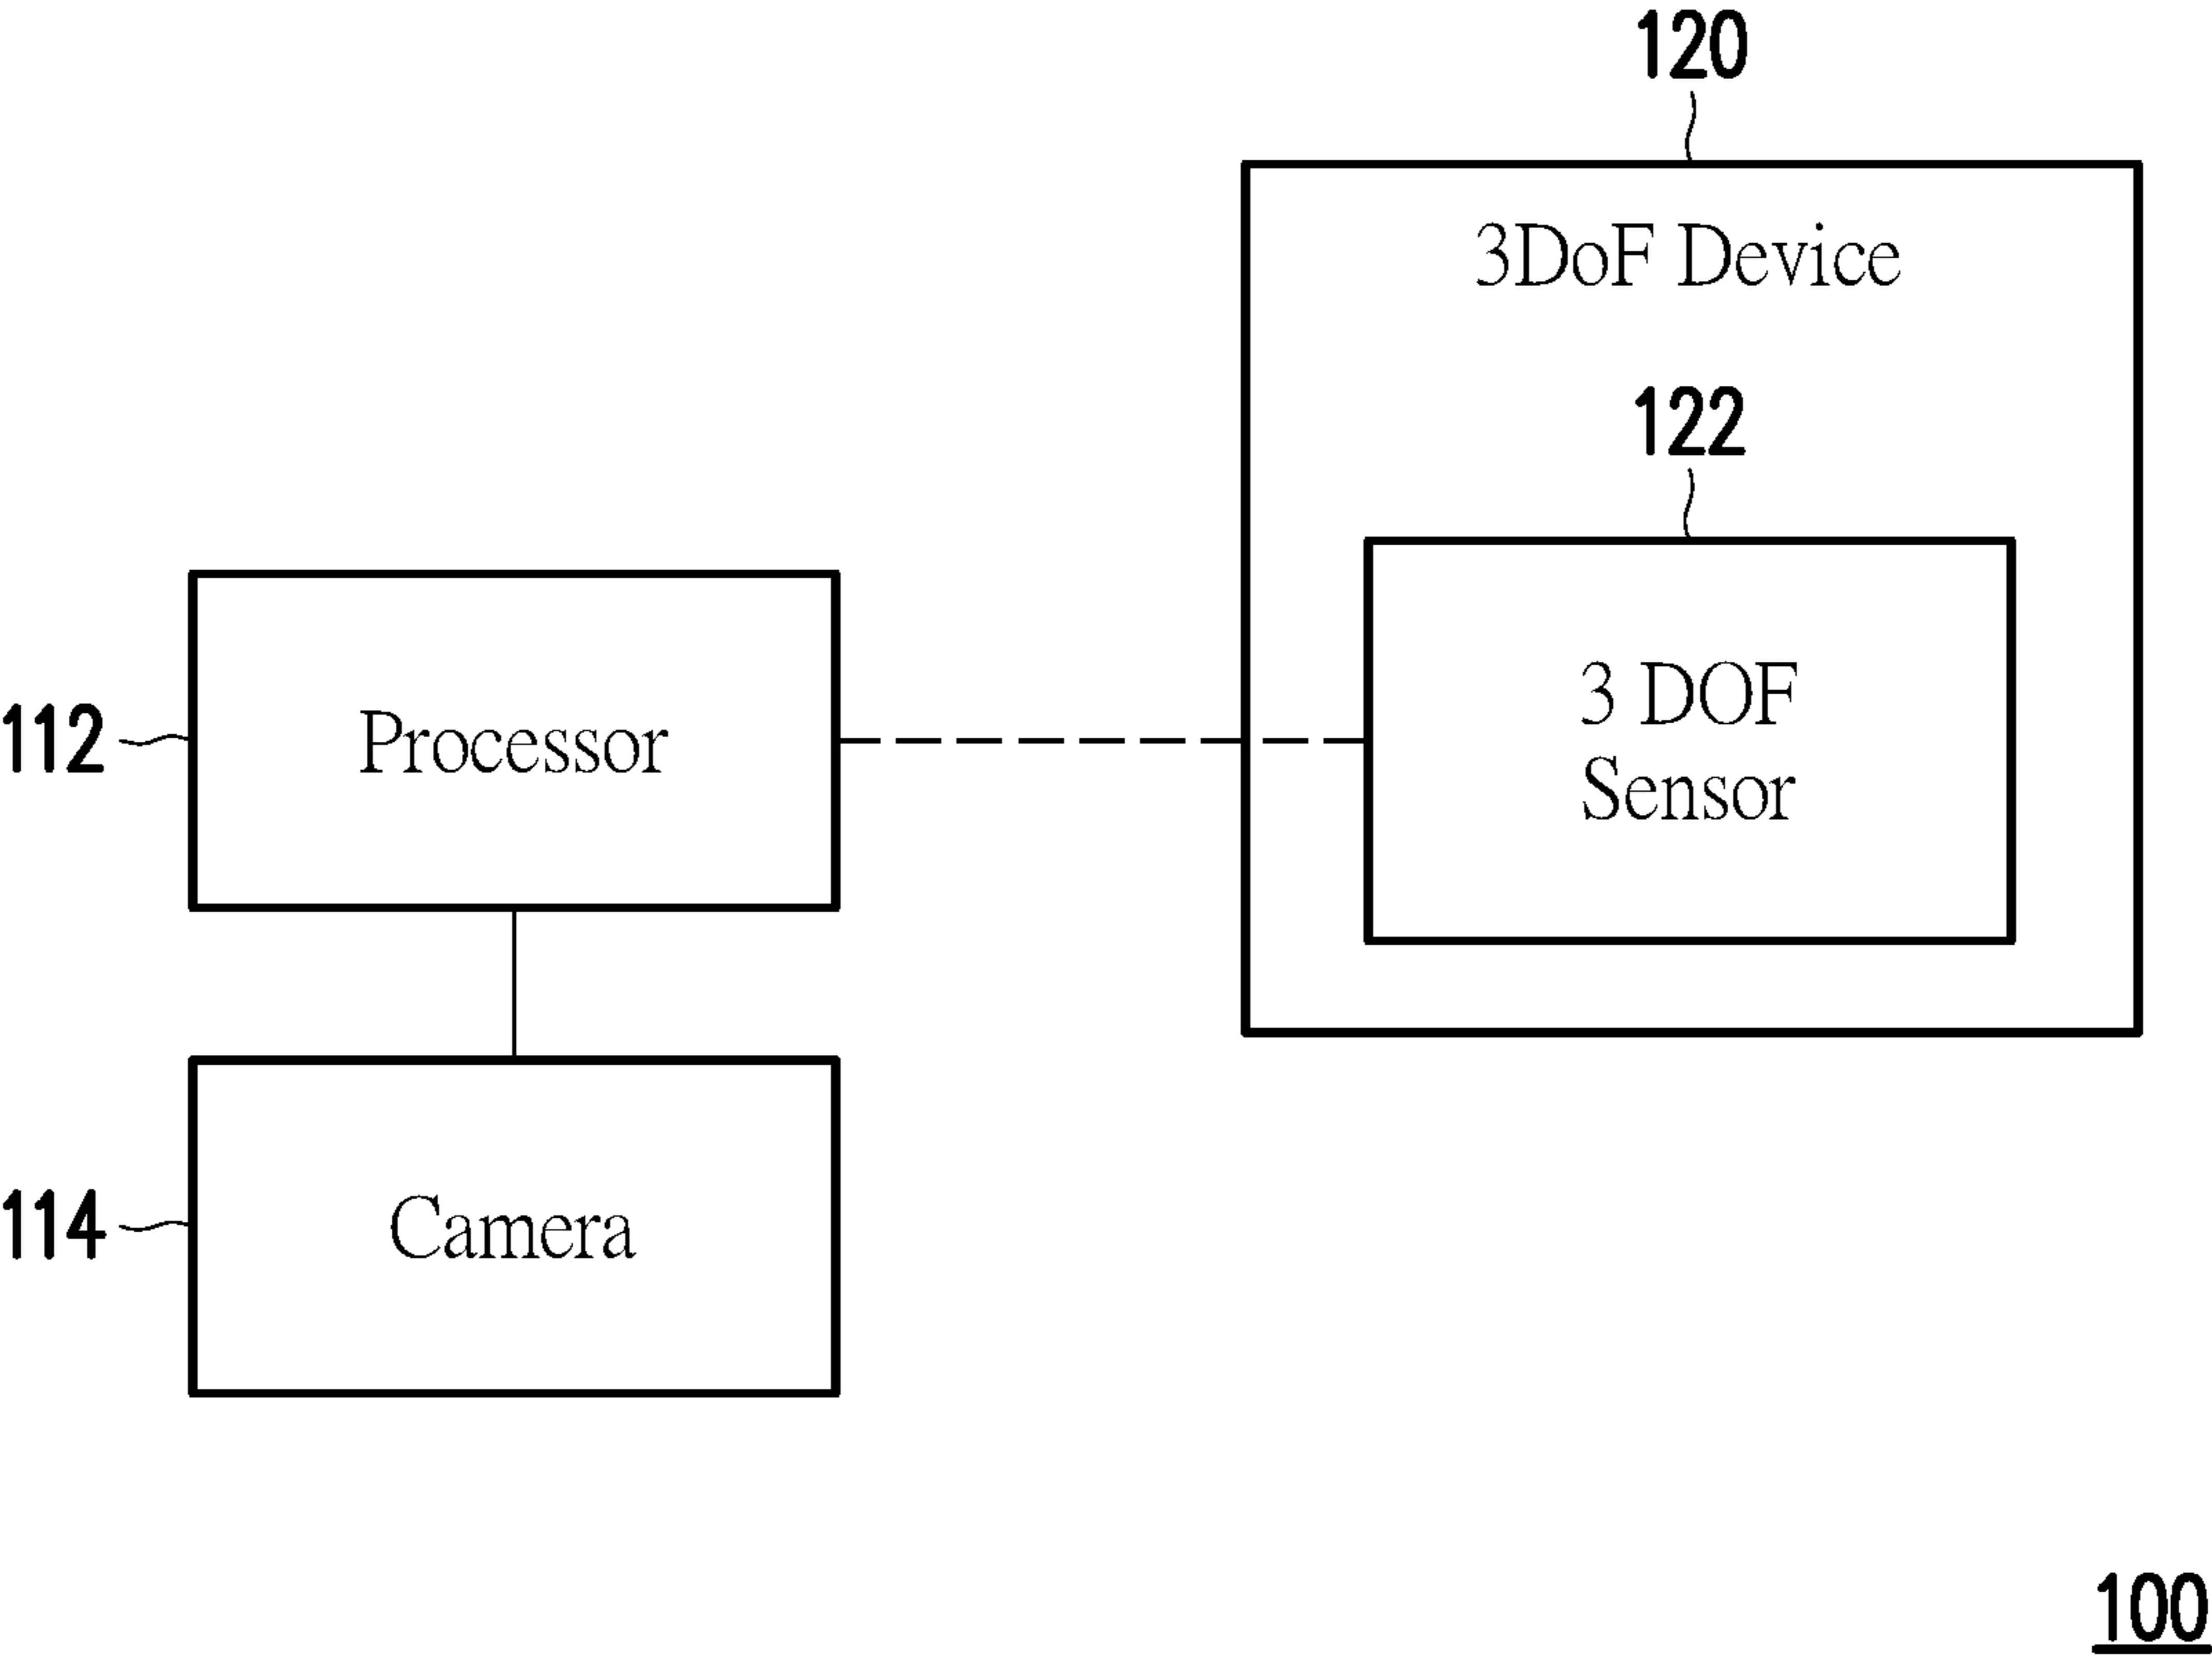 120
3DoF Device
122
3 DOF
Sensor
112
Processor
114
Camera
100